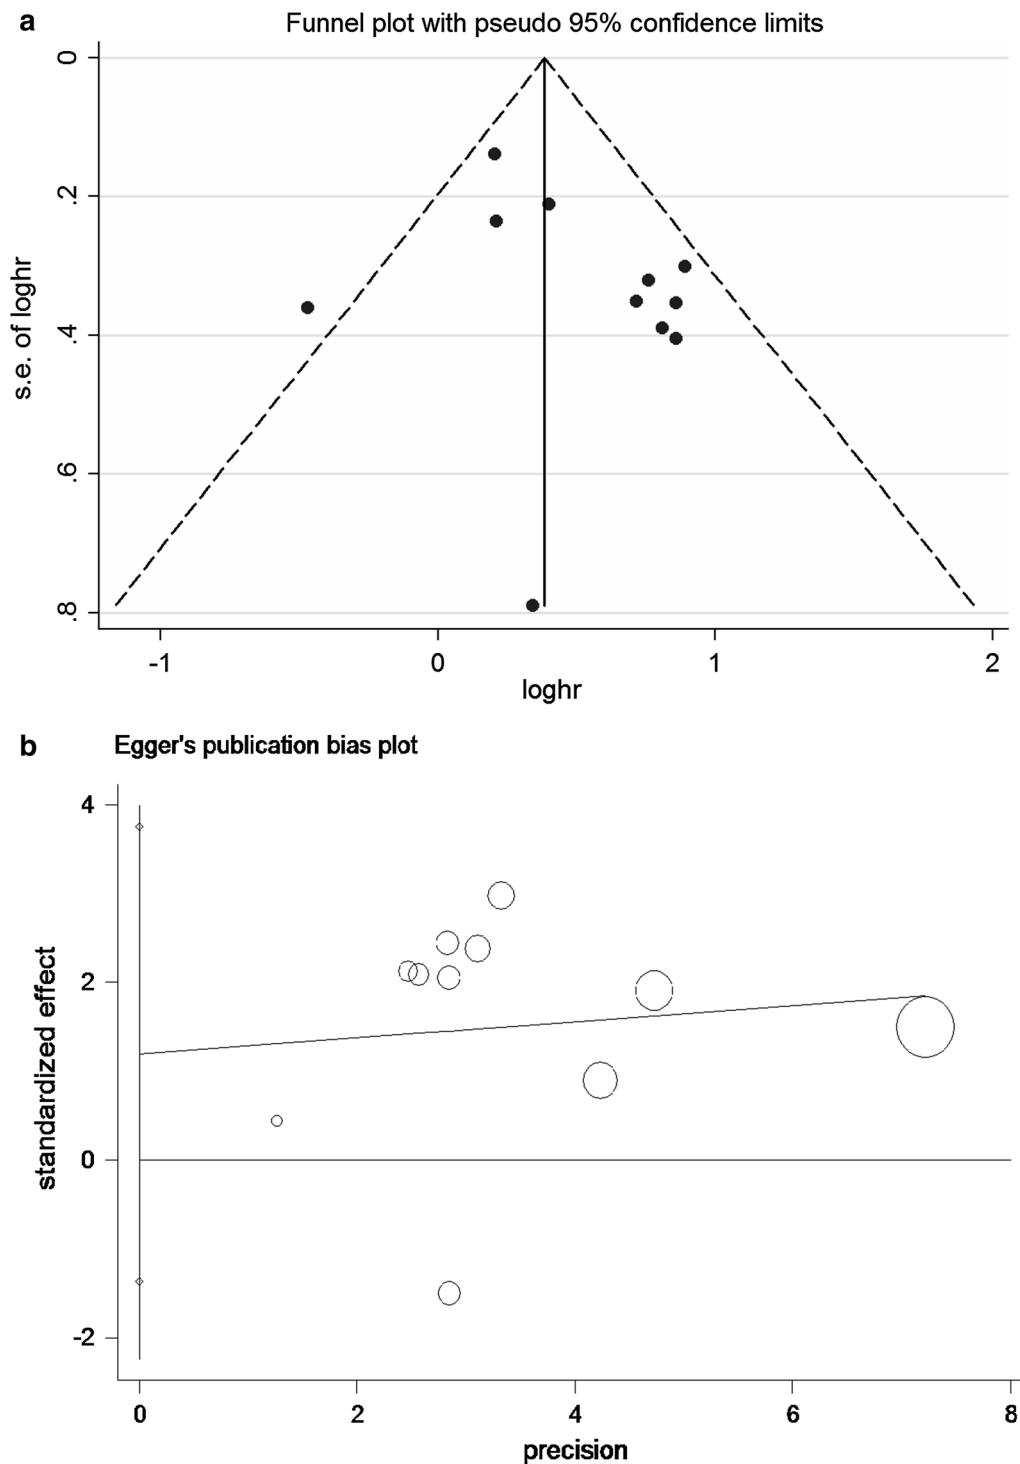 a
Funnel plot with pseudo 95% confidence limits
s.e. of loghr
0
.2
.4
.6
.8
-1 0 1 2
loghr
b
Egger's publication bias plot
standardized effect
4
2
0
-2
0 2 4 6 8
precision